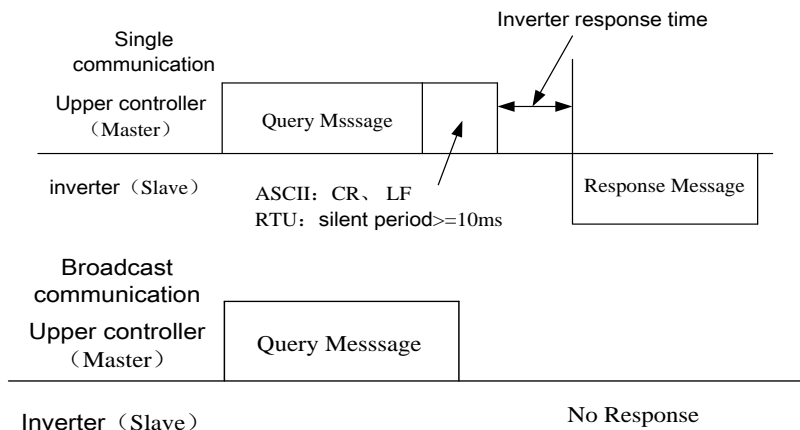 Inverter response time
Single
communication
Upper controller
（Master）
Query Msssage
inverter（Slave）
ASCII：CR、 LF
RTU：silent period>=10ms
Response Message
Broadcast
communication
Upper controller
（Master）
Query Messsage
Inverter（Slave）
No Response